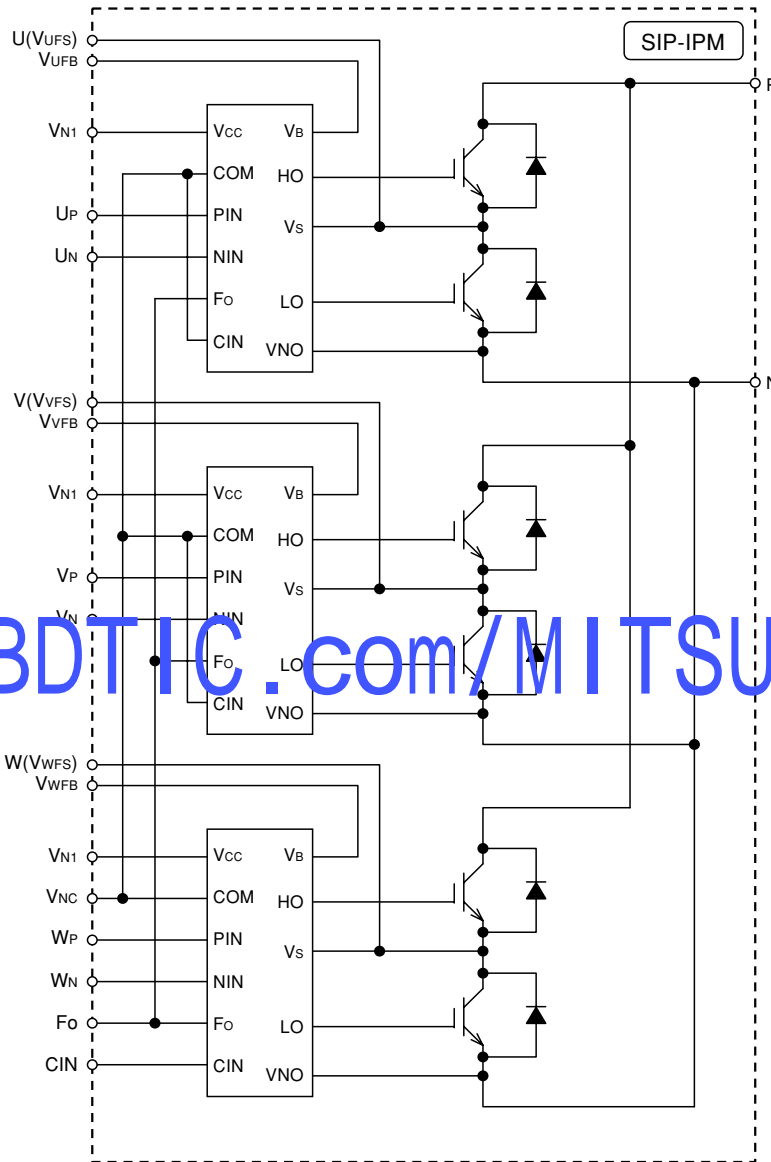 U(VUFS)
VUFB
SIP-IPM
P
VN1
VCC
VB
COM
HO
UP
PIN
VS
UN
NIN
FO
LO
CIN
VNO
N
V(VVFS)
VVFB
VN1
VCC
VB
COM
HO
VP
PIN
VS
VN
NIN
BDTIC.com/MITSU
FO
LO
CIN
VNO
W(VWFS)
VWFB
VN1
VCC
VB
VNC
COM
HO
WP
PIN
VS
WN
NIN
Fo
FO
LO
CIN
CIN
VNO